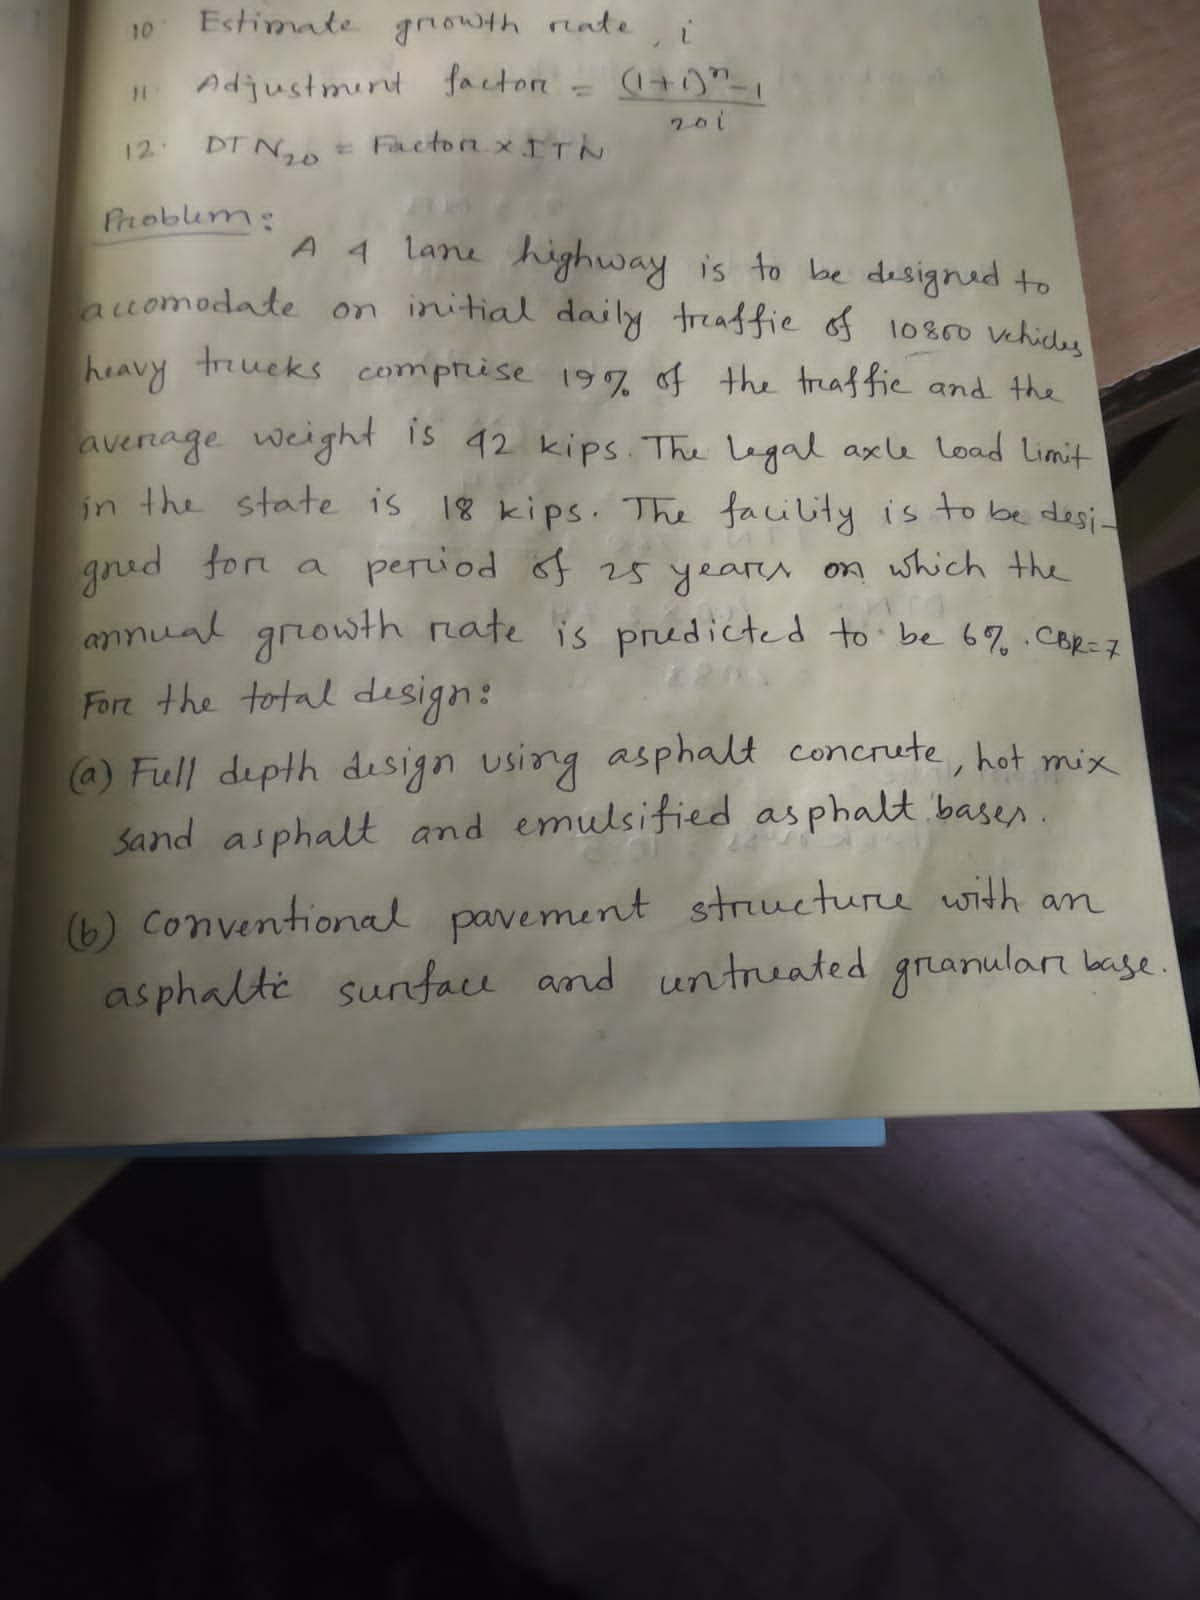 10. Estimate growth rate, i
11. Adjustment factor = (1+i)^n-1 / 20i
12. DTN20 = Factor x ITN
Problem:
A 4 lane highway is to be designed to
accomodate on initial daily traffic of 10800 vehicles
heavy trucks comprise 19% of the traffic and the
average weight is 42 kips. The legal axle load limit
in the state is 18 kips. The facility is to be desi-
gned for a period of 25 years on which the
annual growth rate is predicted to be 6%. CBR=7
For the total design:
(a) Full depth design using asphalt concrete, hot mix
sand asphalt and emulsified asphalt bases.
(b) Conventional pavement structure with an
asphaltic surface and untreated granular base.